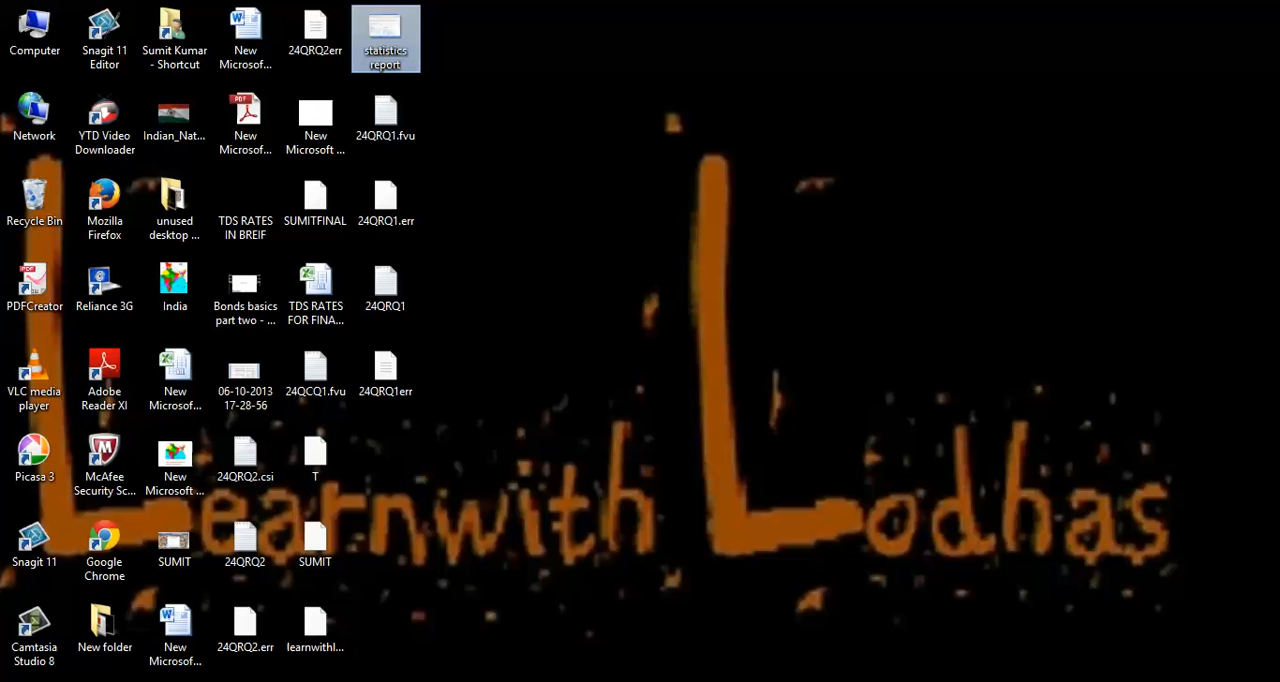 Computer
Snagit 11
Editor
Sumit Kumar
- Shortcut
New
Microsof...
24QRQ2err
statistics
report
Network
YTD Video
Downloader
Indian_Nat...
New
Microsof...
New
Microsoft ...
24QRQ1.fvu
Recycle Bin
Mozilla
Firefox
unused
desktop ...
TDS RATES
IN BREIF
SUMITFINAL
24QRQ1.err
PDFCreator
Reliance 3G
India
Bonds basics
part two - ...
TDS RATES
FOR FINA...
24QRQ1
VLC media
player
Adobe
Reader XI
New
Microsof...
06-10-2013
17-28-56
24QCQ1.fvu
24QRQ1err
Picasa 3
McAfee
Security Sc...
New
Microsoft ...
24QRQ2.csi
T
Snagit 11
Google
Chrome
SUMIT
24QRQ2
SUMIT
Camtasia
Studio 8
New folder
New
Microsof...
24QRQ2.err
learnwithl...
Learnwith Lodhas